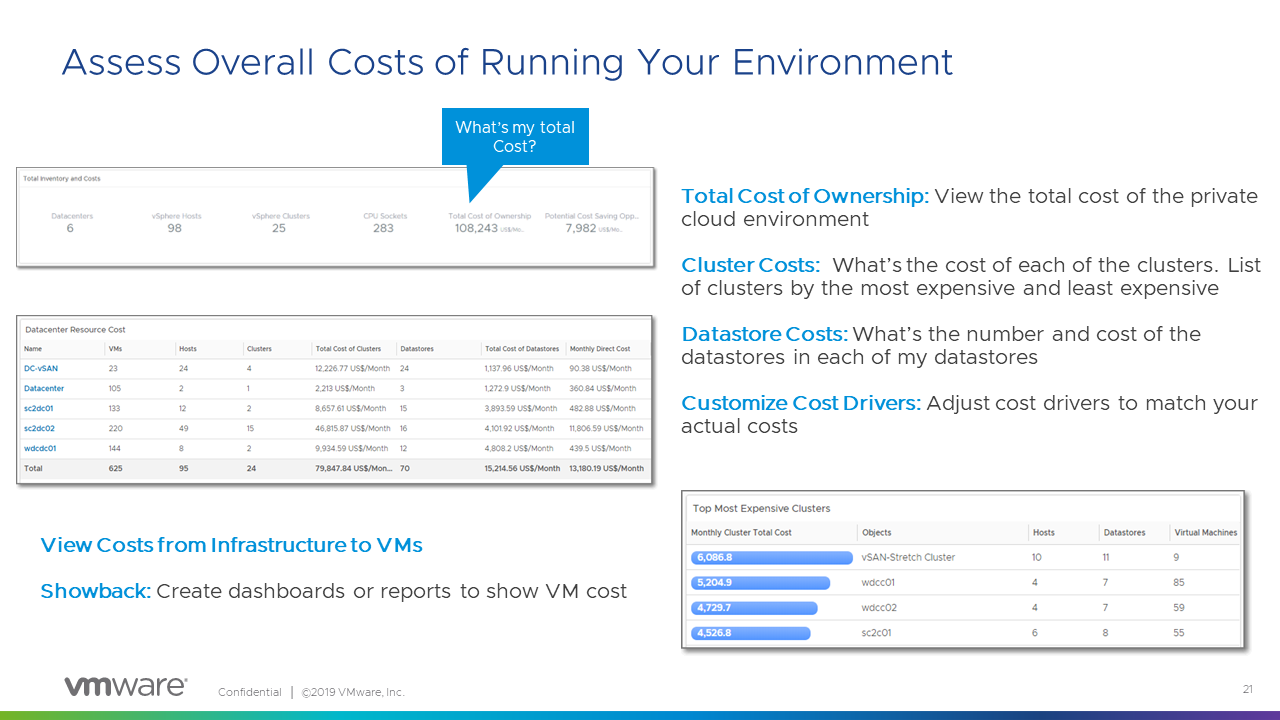 Assess Overall Costs of Running Your Environment
What's my total
Cost?
Total Inventory and Costs
Datacenters vSphere Hosts vSphere Clusters CPU Sockets Total Cost of Ownership Potential Cost Saving Opp...
6 98 25 283 108,243 US$/Mo... 7,982 US$/Mo...
Total Cost of Ownership: View the total cost of the private
cloud environment
Cluster Costs: What's the cost of each of the clusters. List
of clusters by the most expensive and least expensive
Datastore Costs: What's the number and cost of the
datastores in each of my datastores
Customize Cost Drivers: Adjust cost drivers to match your
actual costs
Datacenter Resource Cost
Name VMs Hosts Clusters Total Cost of Clusters Datastores Total Cost of Datastores Monthly Direct Cost
DC-vSAN 23 24 4 12,226.77 US$/Month 24 1,137.96 US$/Month 90.38 US$/Month
Datacenter 105 2 1 2,213 US$/Month 3 1,272.9 US$/Month 360.84 US$/Month
sc2dc01 133 12 2 8,657.61 US$/Month 15 3,893.59 US$/Month 482.88 US$/Month
sc2dc02 220 49 15 46,815.87 US$/Month 16 4,101.92 US$/Month 11,806.59 US$/Month
wdcdc01 144 8 2 9,934.59 US$/Month 12 4,808.2 US$/Month 439.5 US$/Month
Total 625 95 24 79,847.84 US$/Mon... 70 15,214.56 US$/Month 13,180.19 US$/Month
View Costs from Infrastructure to VMs
Showback: Create dashboards or reports to show VM cost
Top Most Expensive Clusters
Monthly Cluster Total Cost Objects Hosts Datastores Virtual Machines
6,086.8 vSAN-Stretch Cluster 10 11 9
5,204.9 wdcc01 4 7 85
4,729.7 wdcc02 4 7 59
4,526.8 sc2c01 6 8 55
vmware® Confidential | ©2019 VMware, Inc. 21